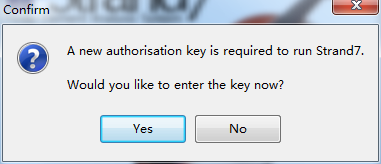 Confirm
A new authorisation key is required to run Strand7.
Would you like to enter the key now?
Yes
No